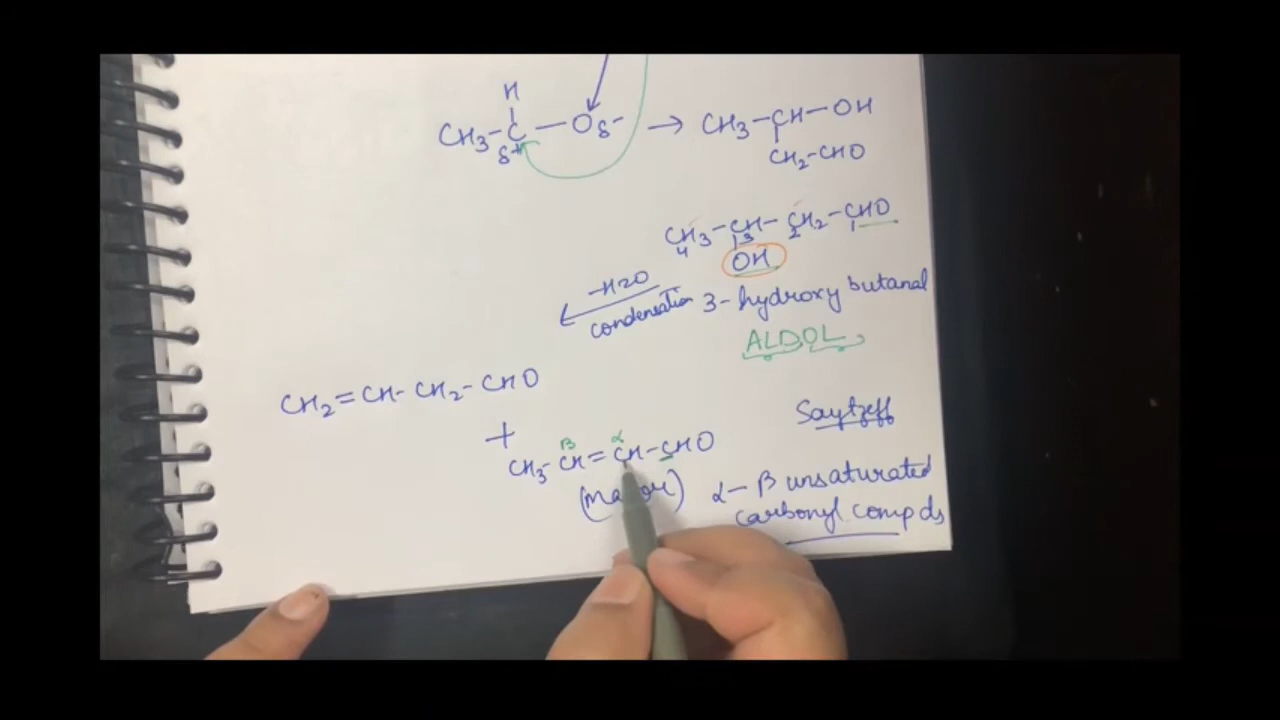 H
CH3-C-Oδ- → CH3-CH-OH
δ+
CH2-CHO
CH3-CH-CH2-CHO
4 3 2 1
OH
-H2O
condensation
3-hydroxy butanal
ALDOL
CH2=CH-CH2-CHO
+
Saytzeff
β α
CH3-CH=CH-CHO
(major)
α-β unsaturated
carbonyl compds